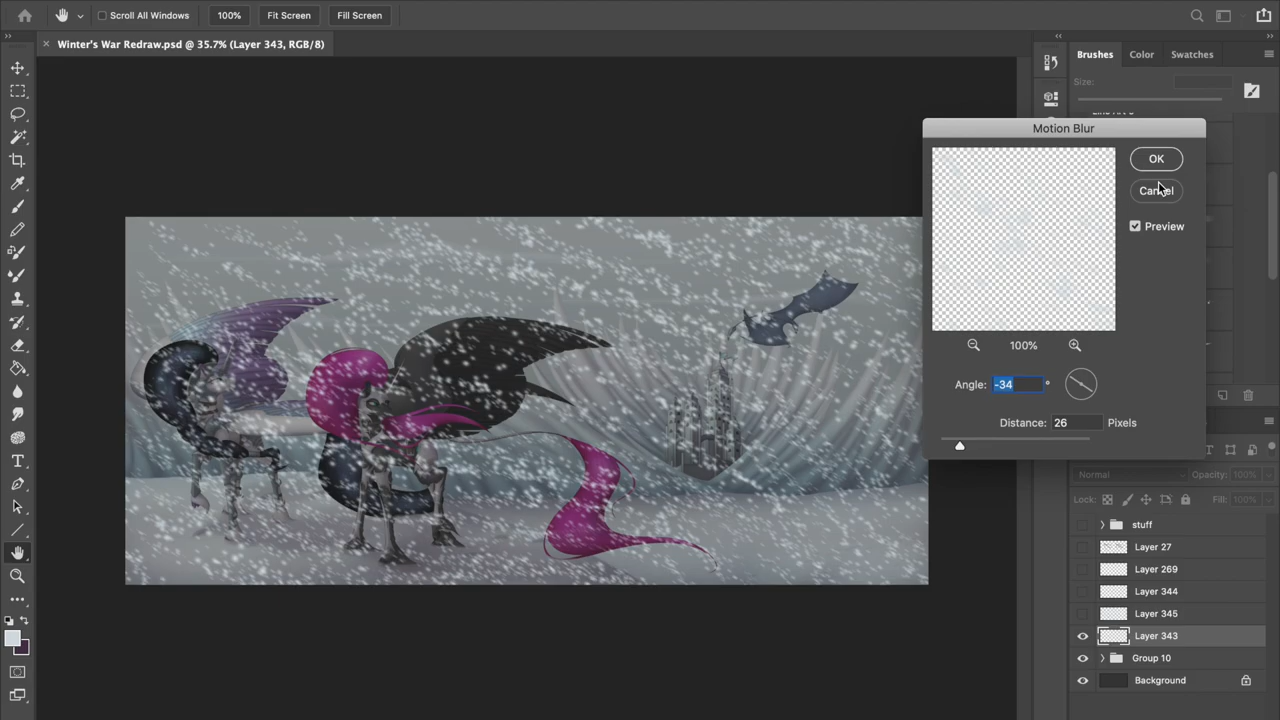 Scroll All Windows 100% Fit Screen Fill Screen
Winter's War Redraw.psd @ 35.7% (Layer 343, RGB/8)
Brushes Color Swatches
Size:
Motion Blur
OK
Cancel
Preview
100%
Angle: -34 °
Distance: 26 Pixels
Normal Opacity: 100%
Lock: Fill: 100%
stuff
Layer 27
Layer 269
Layer 344
Layer 345
Layer 343
Group 10
Background